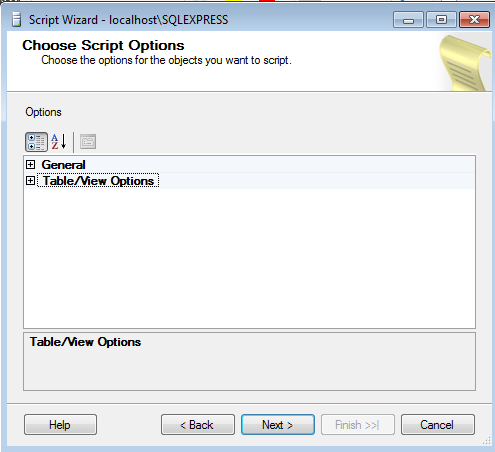 Script Wizard - localhost\SQLEXPRESS
Choose Script Options
Choose the options for the objects you want to script.
Options
General
Table/View Options
Table/View Options
Help
< Back
Next >
Finish >>|
Cancel